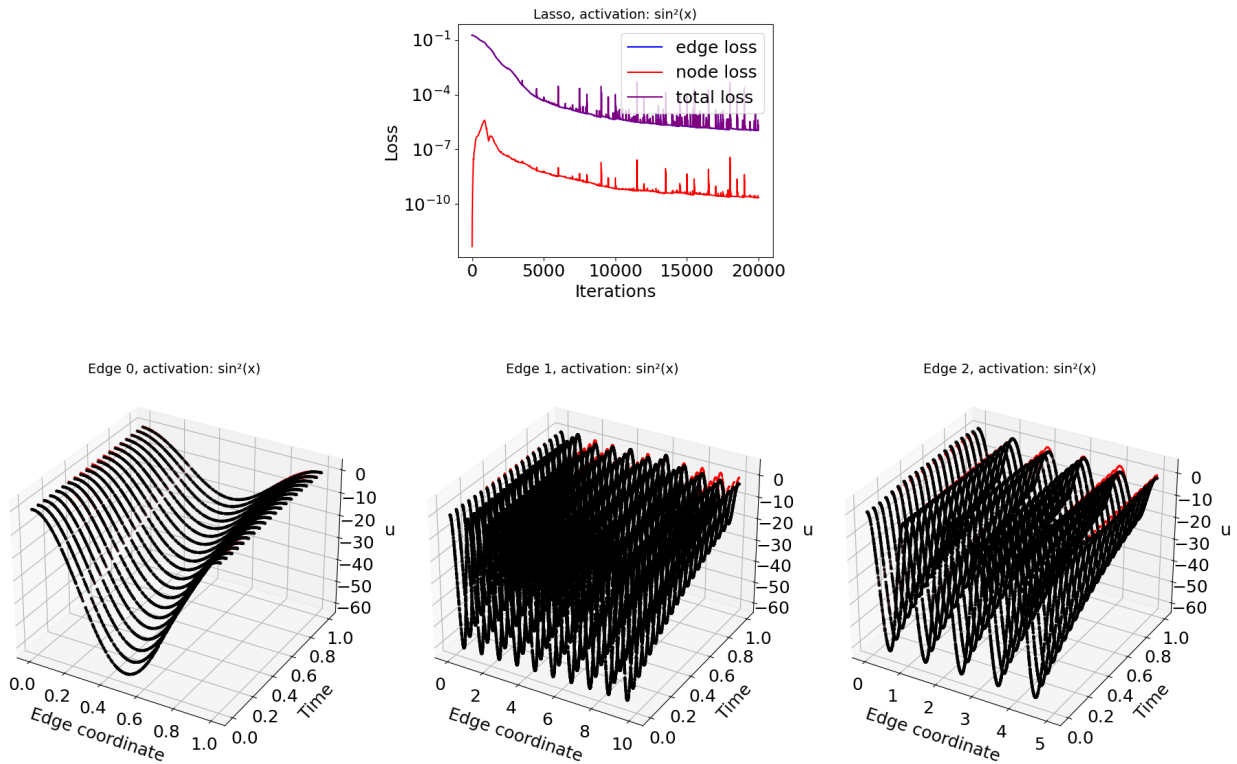 Lasso, activation: sin²(x)
10⁻¹
10⁻⁴
10⁻⁷
10⁻¹⁰
Loss
edge loss
node loss
total loss
0 5000 10000 15000 20000
Iterations
Edge 0, activation: sin²(x)
0
−10
−20
−30
−40
−50
−60
u
0.0 0.2 0.4 0.6 0.8 1.0
Edge coordinate
0.0 0.2 0.4 0.6 0.8 1.0
Time
Edge 1, activation: sin²(x)
0
−10
−20
−30
−40
−50
−60
u
0 2 4 6 8 10
Edge coordinate
0.0 0.2 0.4 0.6 0.8 1.0
Time
Edge 2, activation: sin²(x)
0
−10
−20
−30
−40
−50
−60
u
0 1 2 3 4 5
Edge coordinate
0.0 0.2 0.4 0.6 0.8 1.0
Time